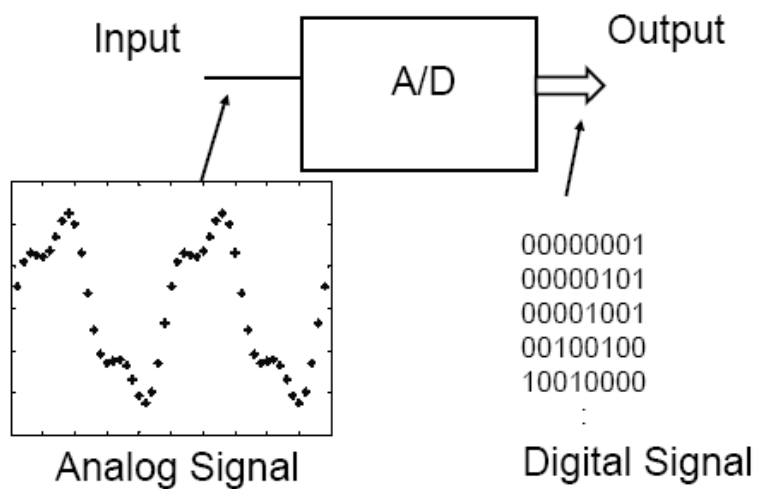 Input
A/D
Output
00000001
00000101
00001001
00100100
10010000
:
Analog Signal
Digital Signal